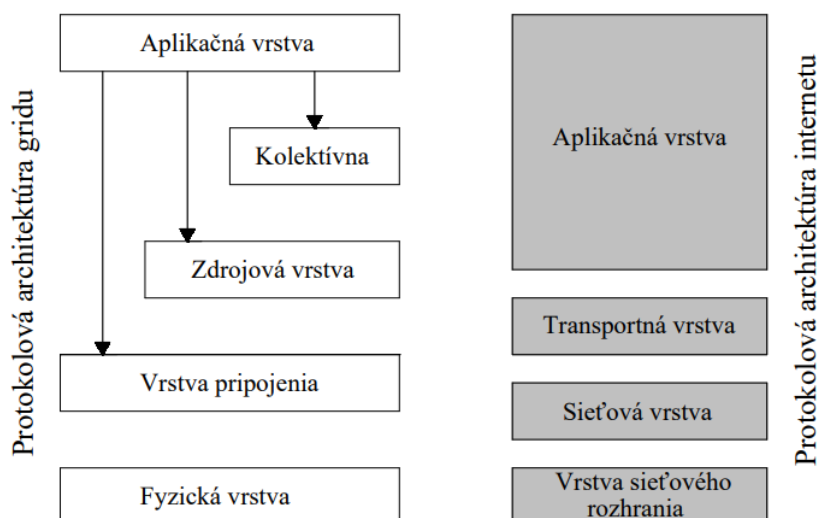 Protokolová architektúra gridu
Aplikačná vrstva
Kolektívna
Zdrojová vrstva
Vrstva pripojenia
Fyzická vrstva
Aplikačná vrstva
Transportná vrstva
Sieťová vrstva
Vrstva sieťového
rozhrania
Protokolová architektúra internetu